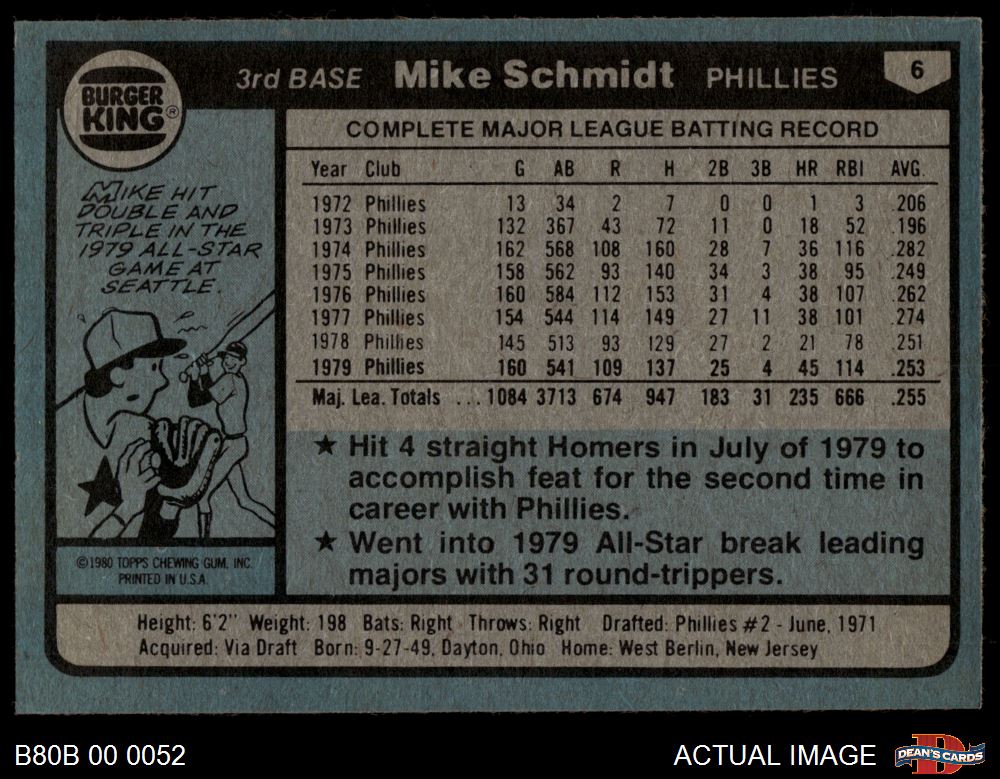 BURGER
KING®
3rd BASE Mike Schmidt PHILLIES 6
MIKE HIT
DOUBLE AND
TRIPLE IN THE
1979 ALL-STAR
GAME AT
SEATTLE.
©1980 TOPPS CHEWING GUM, INC.
PRINTED IN U.S.A.
COMPLETE MAJOR LEAGUE BATTING RECORD
Year Club G AB R H 2B 3B HR RBI AVG.
1972 Phillies 13 34 2 7 0 0 1 3 .206
1973 Phillies 132 367 43 72 11 0 18 52 .196
1974 Phillies 162 568 108 160 28 7 36 116 .282
1975 Phillies 158 562 93 140 34 3 38 95 .249
1976 Phillies 160 584 112 153 31 4 38 107 .262
1977 Phillies 154 544 114 149 27 11 38 101 .274
1978 Phillies 145 513 93 129 27 2 21 78 .251
1979 Phillies 160 541 109 137 25 4 45 114 .253
Maj. Lea. Totals ... 1084 3713 674 947 183 31 235 666 .255
★ Hit 4 straight Homers in July of 1979 to
accomplish feat for the second time in
career with Phillies.
★ Went into 1979 All-Star break leading
majors with 31 round-trippers.
Height: 6'2" Weight: 198 Bats: Right Throws: Right Drafted: Phillies #2 - June, 1971
Acquired: Via Draft Born: 9-27-49, Dayton, Ohio Home: West Berlin, New Jersey
B80B 00 0052
ACTUAL IMAGE
D's
DEAN'S CARDS